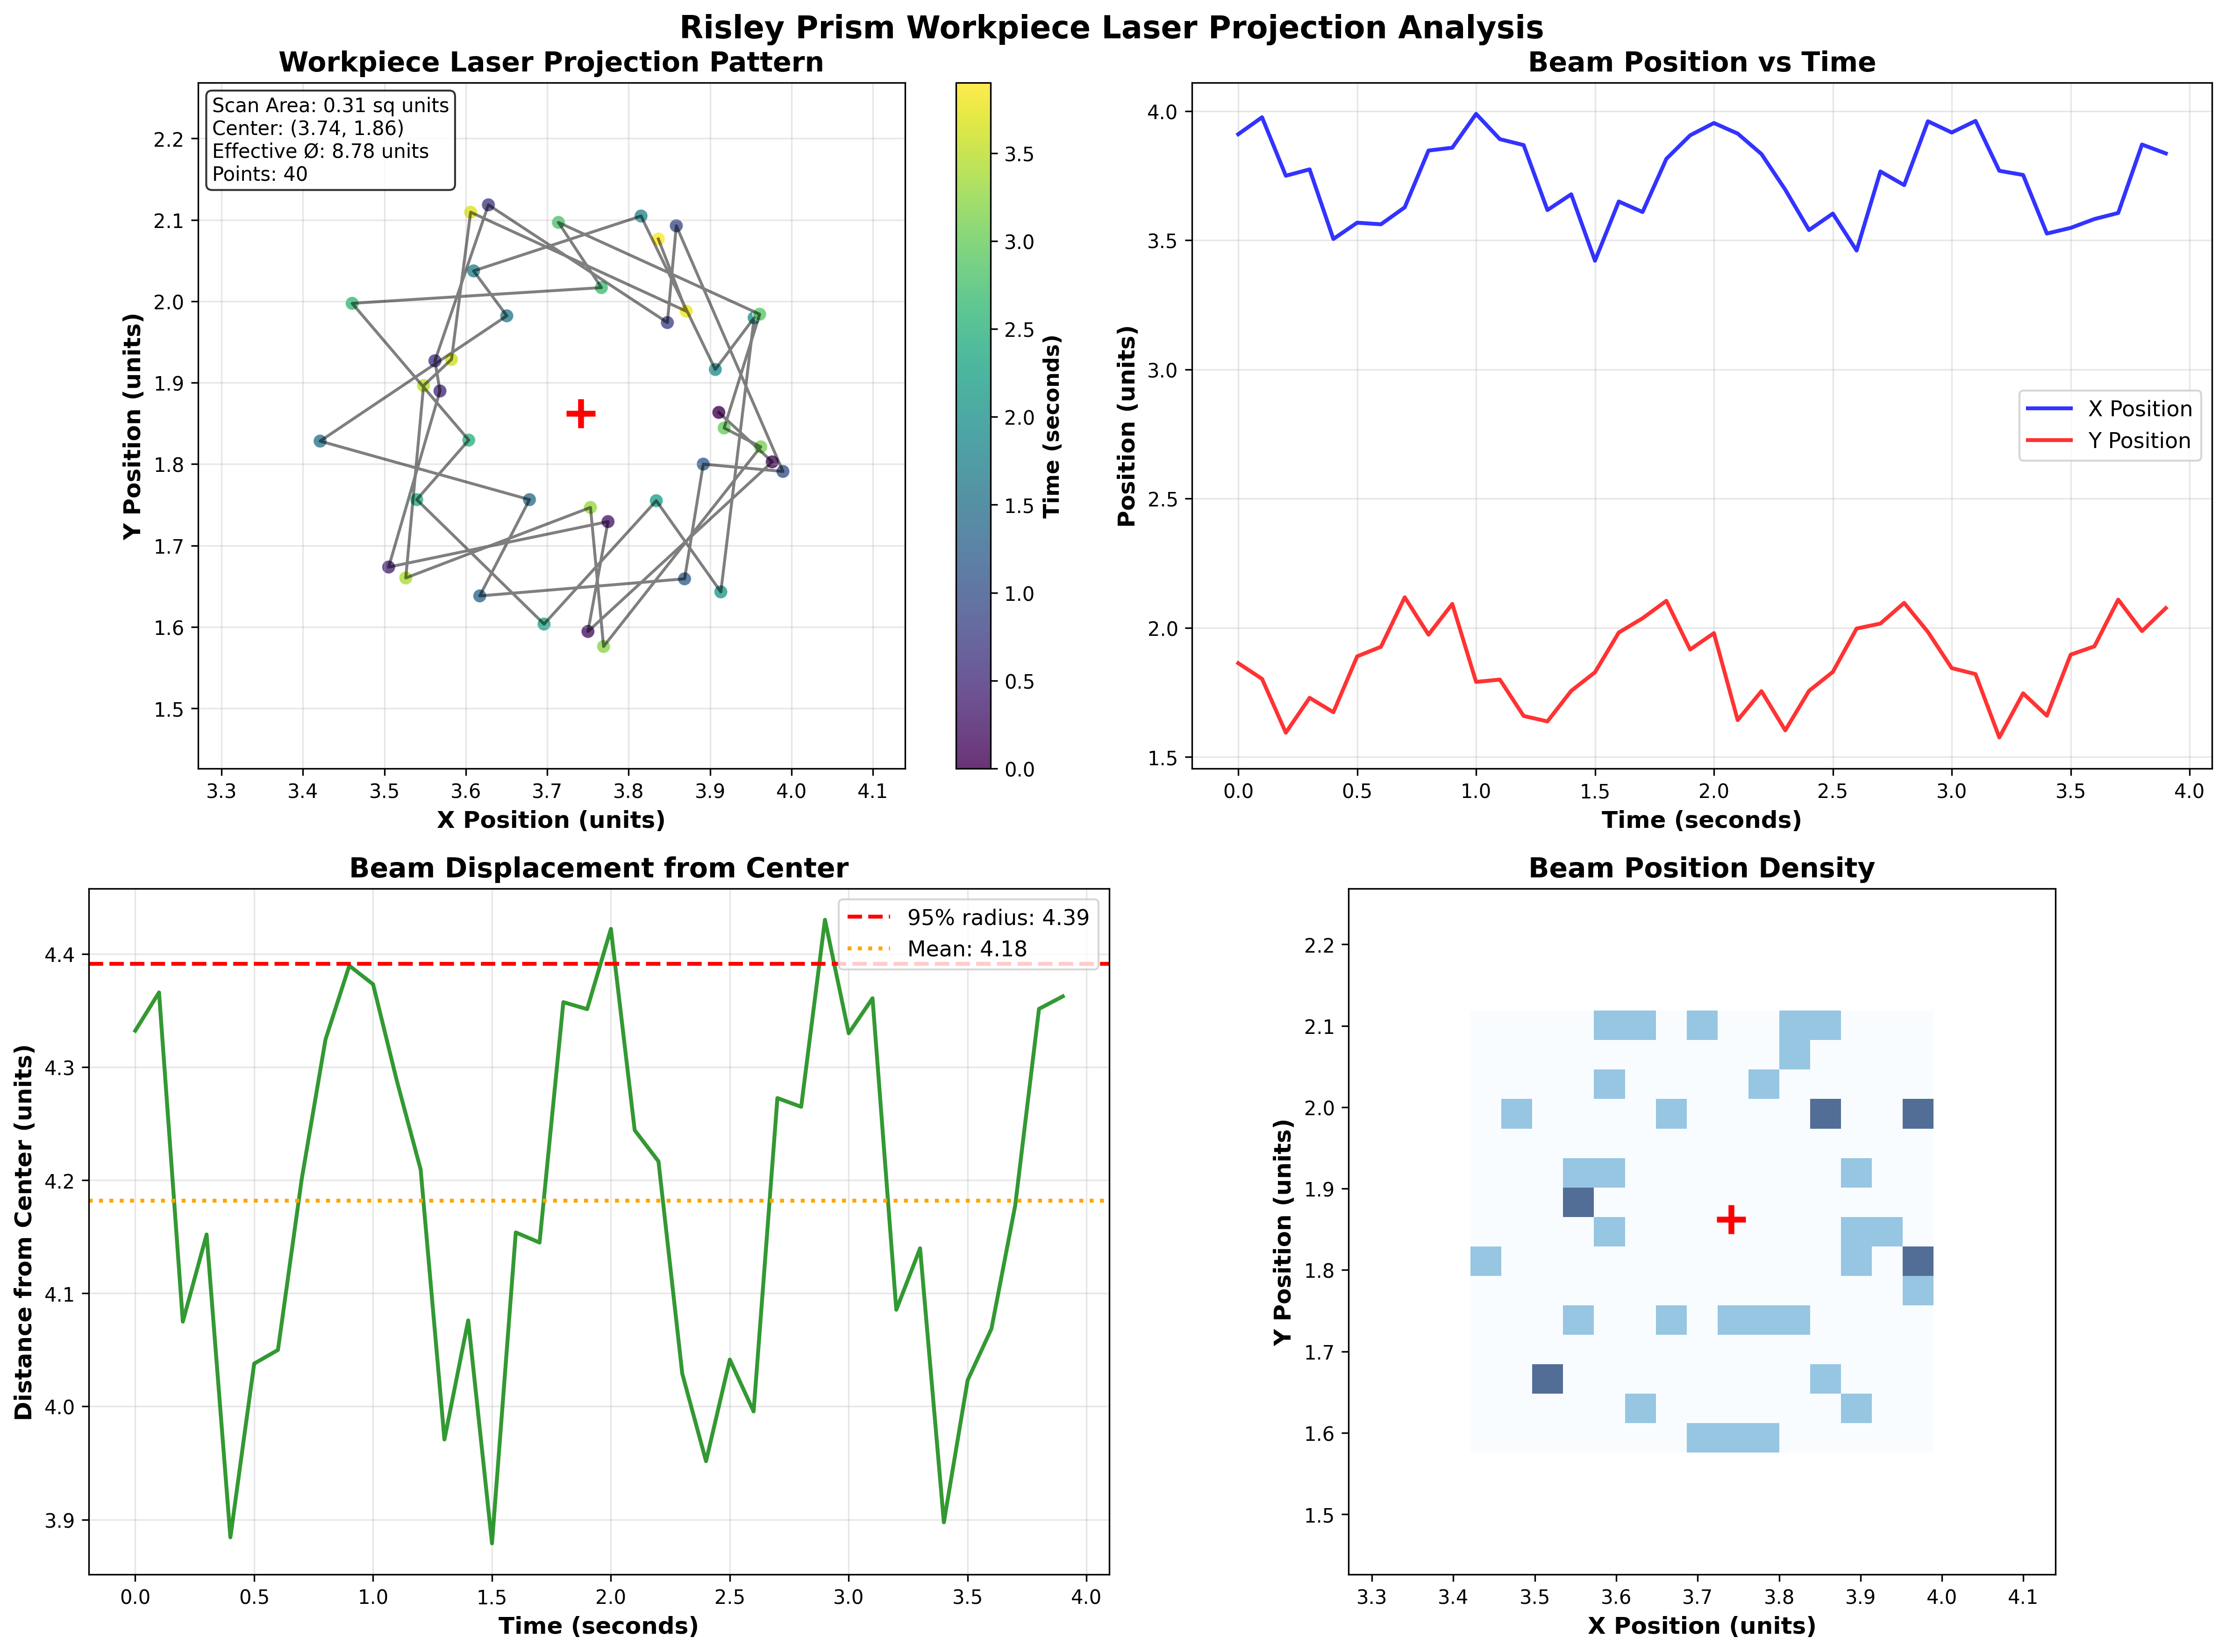 Risley Prism Workpiece Laser Projection Analysis
Workpiece Laser Projection Pattern
Scan Area: 0.31 sq units
Center: (3.74, 1.86)
Effective Ø: 8.78 units
Points: 40
Y Position (units)
2.2
2.1
2.0
1.9
1.8
1.7
1.6
1.5
3.3 3.4 3.5 3.6 3.7 3.8 3.9 4.0 4.1
X Position (units)
3.5
3.0
2.5
2.0
1.5
1.0
0.5
0.0
Time (seconds)
Beam Position vs Time
Position (units)
4.0
3.5
3.0
2.5
2.0
1.5
X Position
Y Position
0.0 0.5 1.0 1.5 2.0 2.5 3.0 3.5 4.0
Time (seconds)
Beam Displacement from Center
Distance from Center (units)
4.4
4.3
4.2
4.1
4.0
3.9
95% radius: 4.39
Mean: 4.18
0.0 0.5 1.0 1.5 2.0 2.5 3.0 3.5 4.0
Time (seconds)
Beam Position Density
Y Position (units)
2.2
2.1
2.0
1.9
1.8
1.7
1.6
1.5
3.3 3.4 3.5 3.6 3.7 3.8 3.9 4.0 4.1
X Position (units)